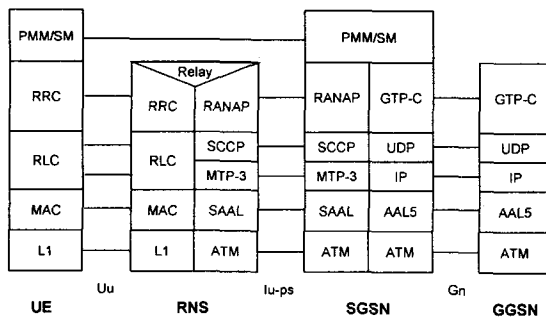 PMM/SM PMM/SM
Relay
RRC RRC RANAP RANAP GTP-C GTP-C
RLC RLC SCCP SCCP UDP UDP
MTP-3 MTP-3 IP IP
MAC MAC SAAL SAAL AAL5 AAL5
L1 L1 ATM ATM ATM ATM
Uu Iu-ps Gn
UE RNS SGSN GGSN